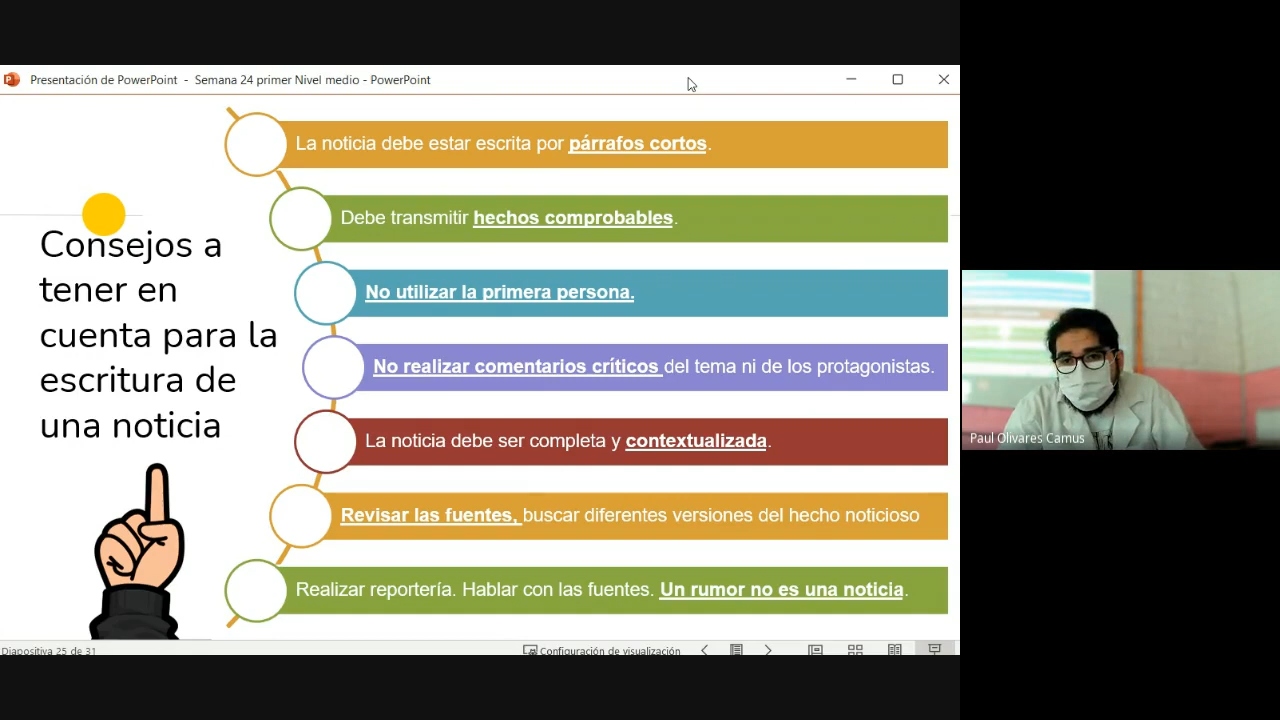 Presentación de PowerPoint - Semana 24 primer Nivel medio - PowerPoint
Consejos a
tener en
cuenta para la
escritura de
una noticia
La noticia debe estar escrita por párrafos cortos.
Debe transmitir hechos comprobables.
No utilizar la primera persona.
No realizar comentarios críticos del tema ni de los protagonistas.
La noticia debe ser completa y contextualizada.
Revisar las fuentes, buscar diferentes versiones del hecho noticioso
Realizar reportería. Hablar con las fuentes. Un rumor no es una noticia.
Paul Olivares Camus
Diapositiva 25 de 31
Configuración de visualización